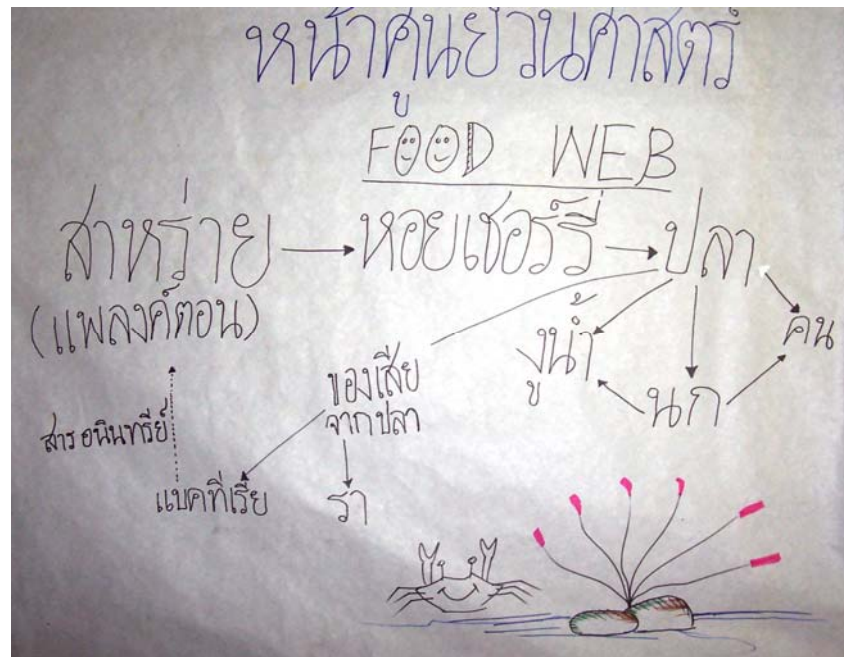 หน้าศูนย์วนศาสตร์
FOOD WEB
สาหร่าย หอยเชอร์รี่ ปลา
(แพลงค์ตอน)
คน
งูน้ำ
นก
ของเสีย
จากปลา
สารอนินทรีย์
แบคทีเรีย
รา